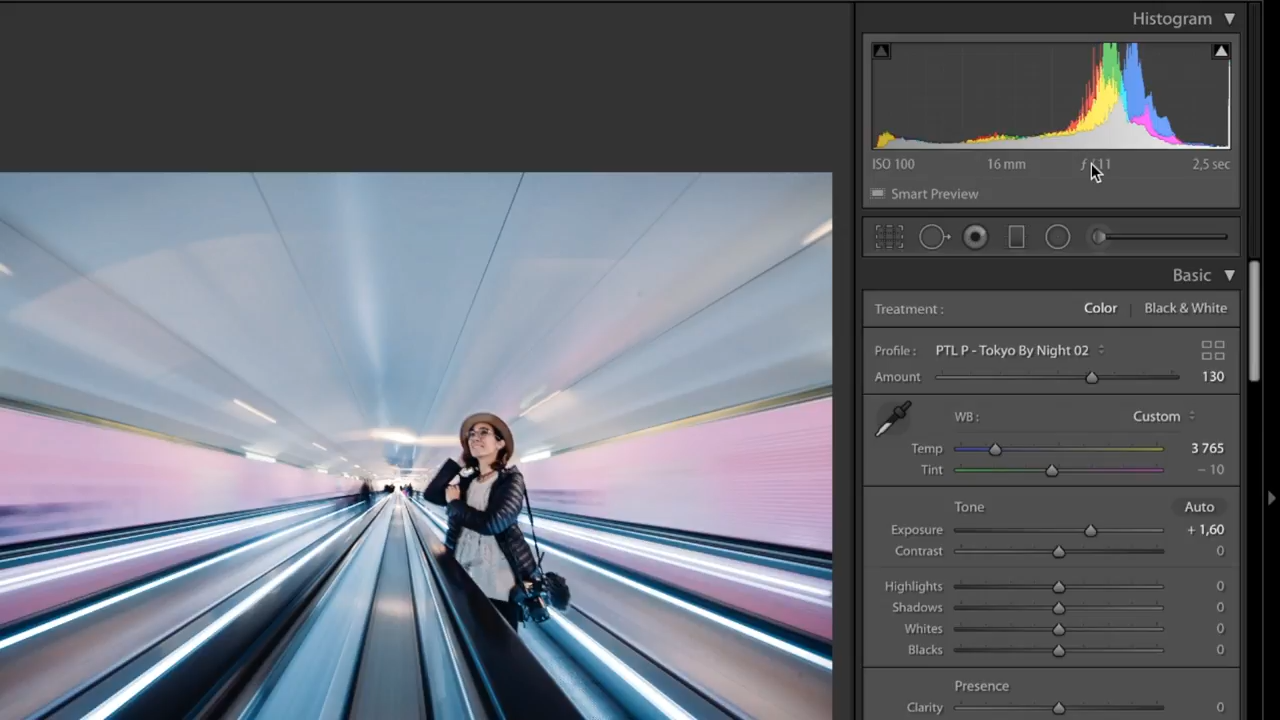 Histogram
ISO 100 16 mm ƒ / 11 2,5 sec
Smart Preview
Basic
Treatment : Color Black & White
Profile : PTL P - Tokyo By Night 02
Amount 130
WB : Custom
Temp 3 765
Tint – 10
Tone Auto
Exposure + 1,60
Contrast 0
Highlights 0
Shadows 0
Whites 0
Blacks 0
Presence
Clarity 0